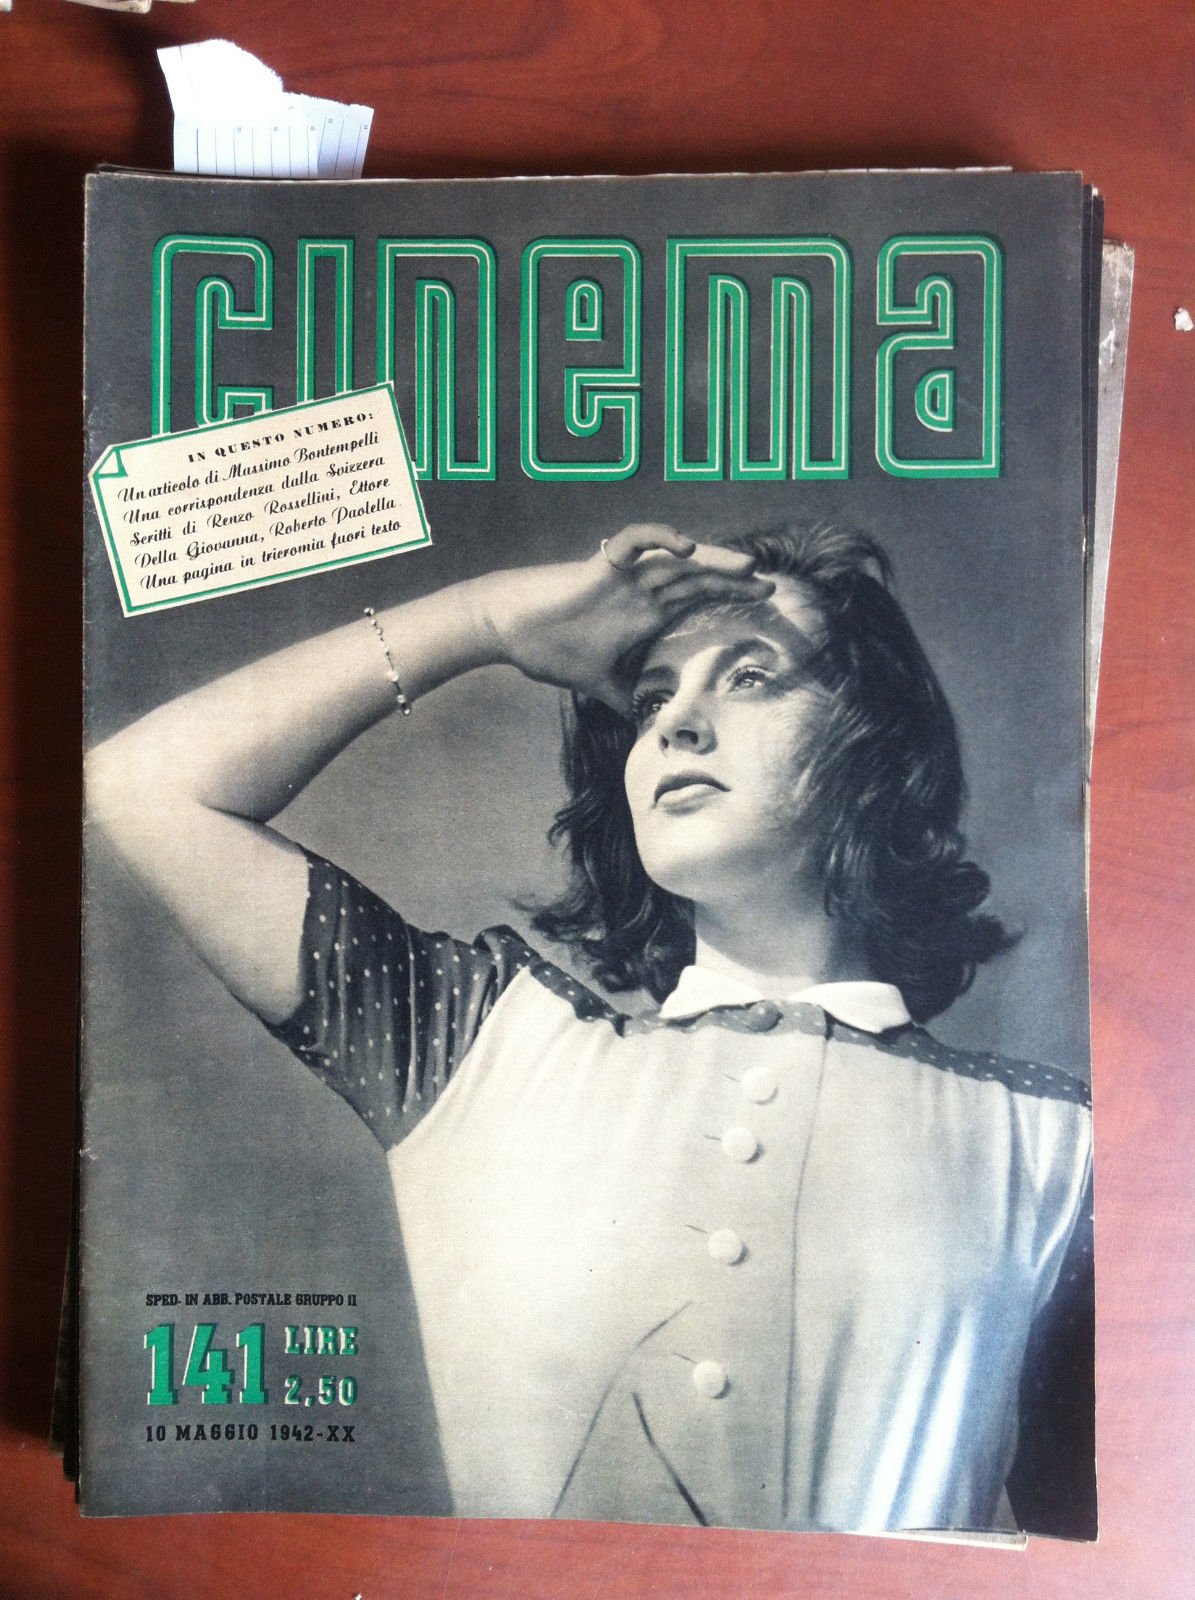 cinema
IN QUESTO NUMERO:
Un articolo di Massimo Bontempelli
Una corrispondenza dalla Svizzera
Scritti di Renzo Rossellini, Ettore
Della Giovanna, Roberto Paolella.
Una pagina in tricromia fuori testo
SPED. IN ABB. POSTALE GRUPPO II
141 LIRE 2,50
10 MAGGIO 1942-XX